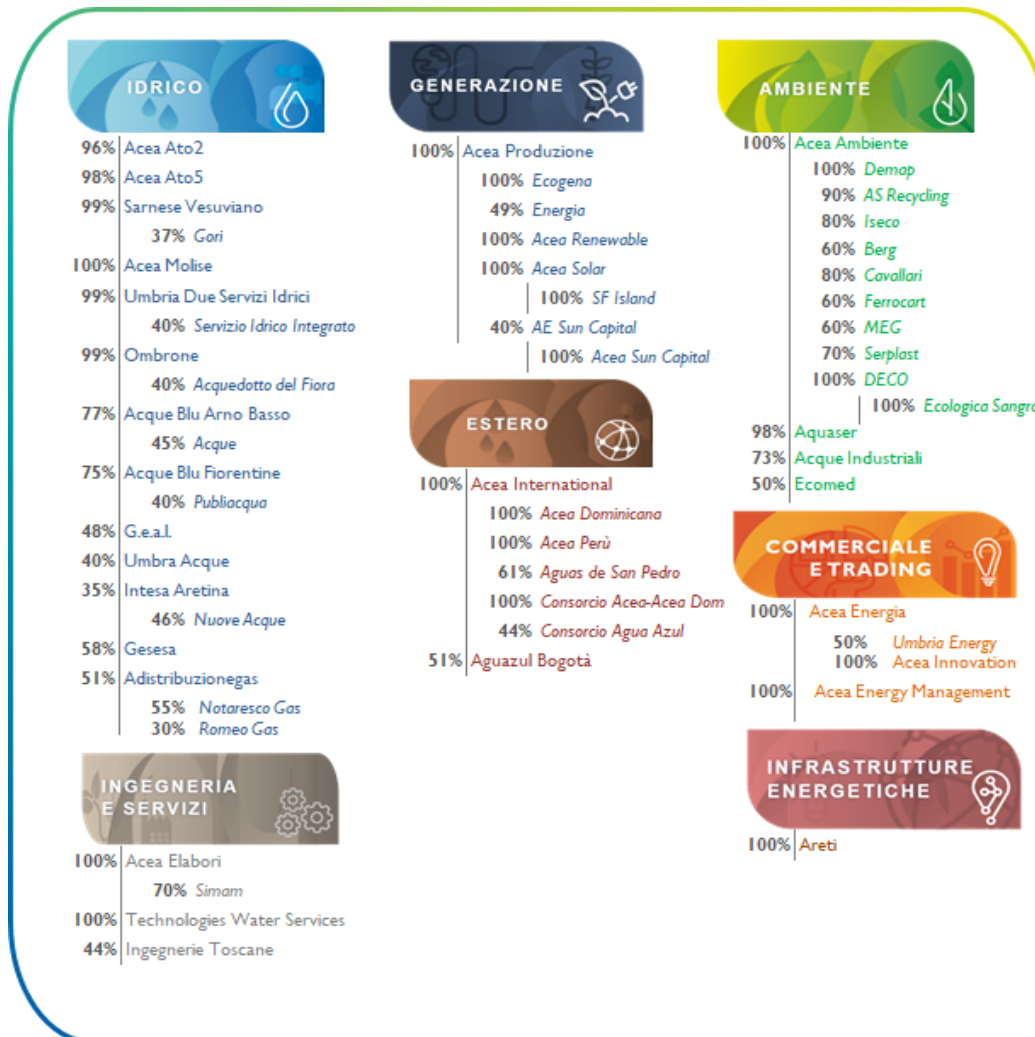 IDRICO
96% Acea Ato2
98% Acea Ato5
99% Sarnese Vesuviano
37% Gori
100% Acea Molise
99% Umbria Due Servizi Idrici
40% Servizio Idrico Integrato
99% Ombrone
40% Acquedotto del Fiora
77% Acque Blu Arno Basso
45% Acque
75% Acque Blu Fiorentine
40% Publiacqua
48% G.e.a.l.
40% Umbra Acque
35% Intesa Aretina
46% Nuove Acque
58% Gesesa
51% Adistribuzionegas
55% Notaresco Gas
30% Romeo Gas
INGEGNERIA
E SERVIZI
100% Acea Elabori
70% Simam
100% Technologies Water Services
44% Ingegnerie Toscane
GENERAZIONE
100% Acea Produzione
100% Ecogena
49% Energia
100% Acea Renewable
100% Acea Solar
100% SF Island
40% AE Sun Capital
100% Acea Sun Capital
ESTERO
100% Acea International
100% Acea Dominicana
100% Acea Perù
61% Aguas de San Pedro
100% Consorcio Acea-Acea Dom
44% Consorcio Agua Azul
51% Aguazul Bogotà
AMBIENTE
100% Acea Ambiente
100% Demap
90% AS Recycling
80% Iseco
60% Berg
80% Cavallari
60% Ferrocart
60% MEG
70% Serplast
100% DECO
100% Ecologica Sangro
98% Aquaser
73% Acque Industriali
50% Ecomed
COMMERCIALE
E TRADING
100% Acea Energia
50% Umbria Energy
100% Acea Innovation
100% Acea Energy Management
INFRASTRUTTURE
ENERGETICHE
100% Areti